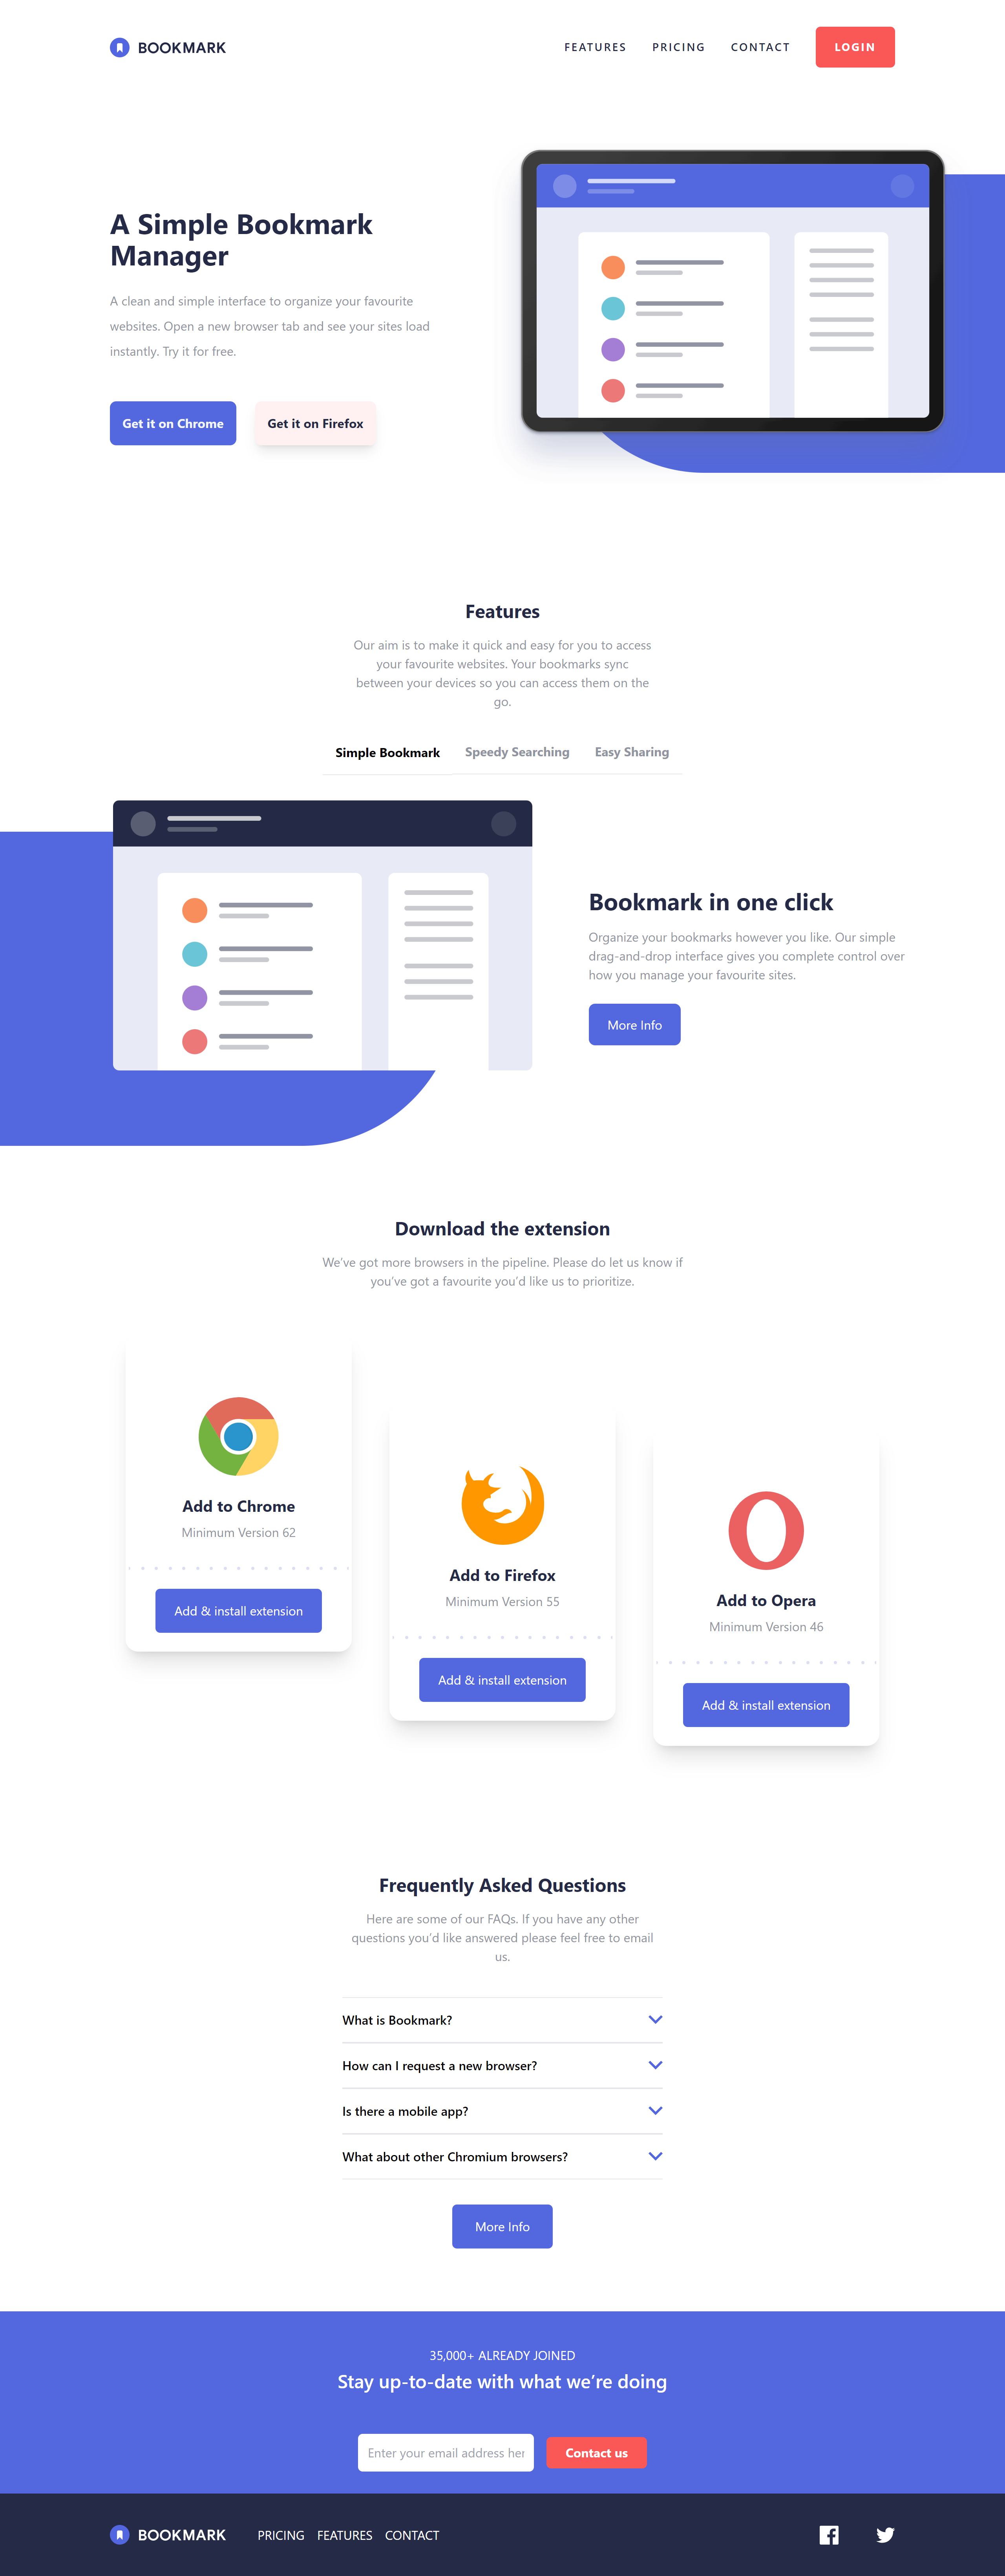 BOOKMARK
FEATURES PRICING CONTACT LOGIN
A Simple Bookmark
Manager
A clean and simple interface to organize your favourite
websites. Open a new browser tab and see your sites load
instantly. Try it for free.
Get it on Chrome Get it on Firefox
Features
Our aim is to make it quick and easy for you to access
your favourite websites. Your bookmarks sync
between your devices so you can access them on the
go.
Simple Bookmark Speedy Searching Easy Sharing
Bookmark in one click
Organize your bookmarks however you like. Our simple
drag-and-drop interface gives you complete control over
how you manage your favourite sites.
More Info
Download the extension
We've got more browsers in the pipeline. Please do let us know if
you've got a favourite you'd like us to prioritize.
Add to Chrome
Minimum Version 62
Add & install extension
Add to Firefox
Minimum Version 55
Add & install extension
Add to Opera
Minimum Version 46
Add & install extension
Frequently Asked Questions
Here are some of our FAQs. If you have any other
questions you'd like answered please feel free to email
us.
What is Bookmark?
How can I request a new browser?
Is there a mobile app?
What about other Chromium browsers?
More Info
35,000+ ALREADY JOINED
Stay up-to-date with what we're doing
Enter your email address her Contact us
BOOKMARK PRICING FEATURES CONTACT